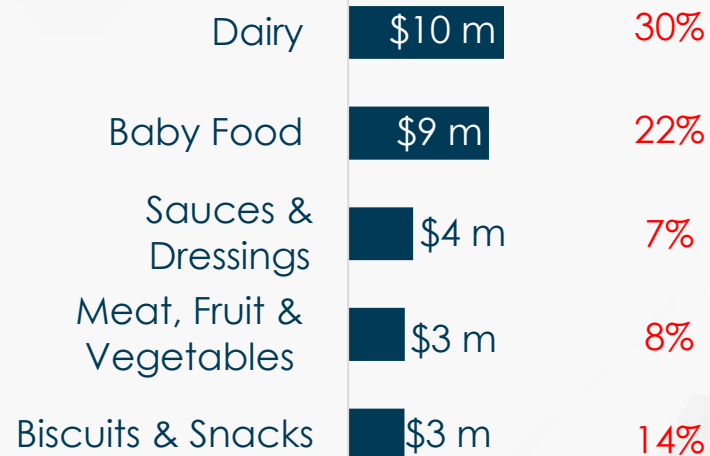 Dairy $10 m 30%
Baby Food $9 m 22%
Sauces &
Dressings $4 m 7%
Meat, Fruit &
Vegetables $3 m 8%
Biscuits & Snacks $3 m 14%